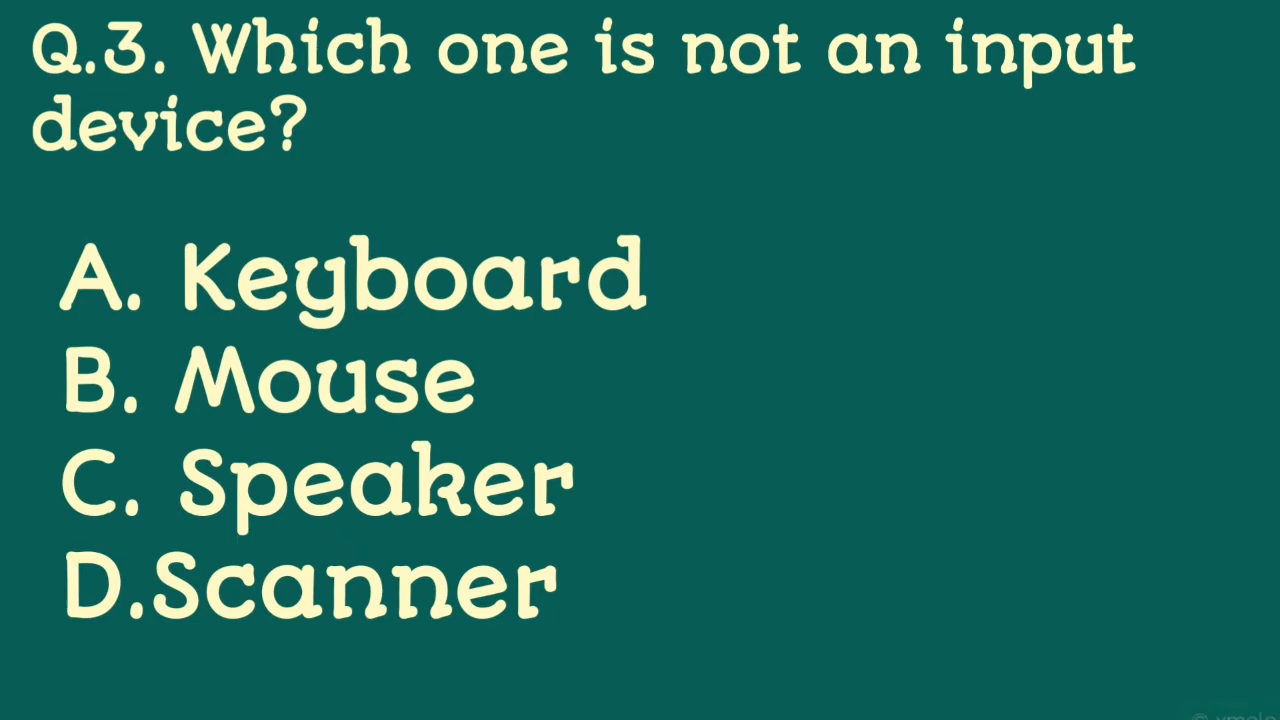 Q.3. Which one is not an input
device?
A. Keyboard
B. Mouse
C. Speaker
D.Scanner